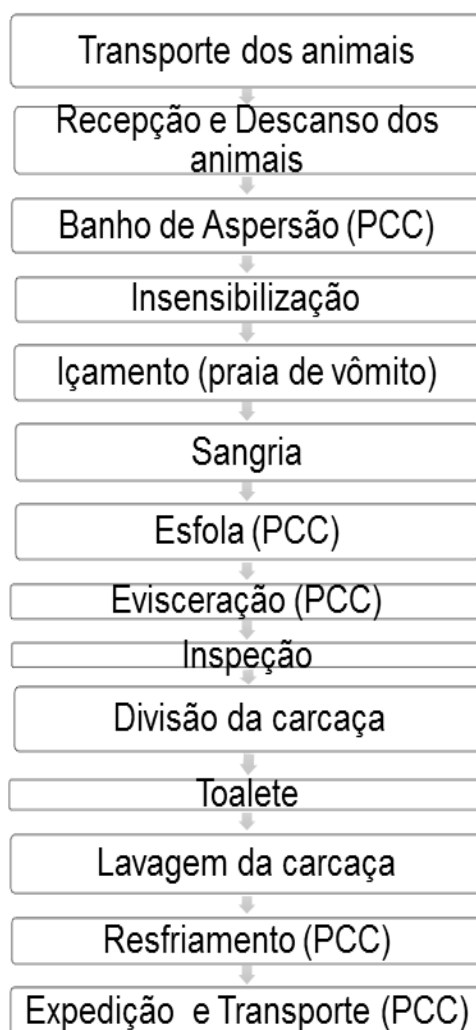 Transporte dos animais
Recepção e Descanso dos
animais
Banho de Aspersão (PCC)
Insensibilização
Içamento (praia de vômito)
Sangria
Esfola (PCC)
Evisceração (PCC)
Inspeção
Divisão da carcaça
Toalete
Lavagem da carcaça
Resfriamento (PCC)
Expedição e Transporte (PCC)